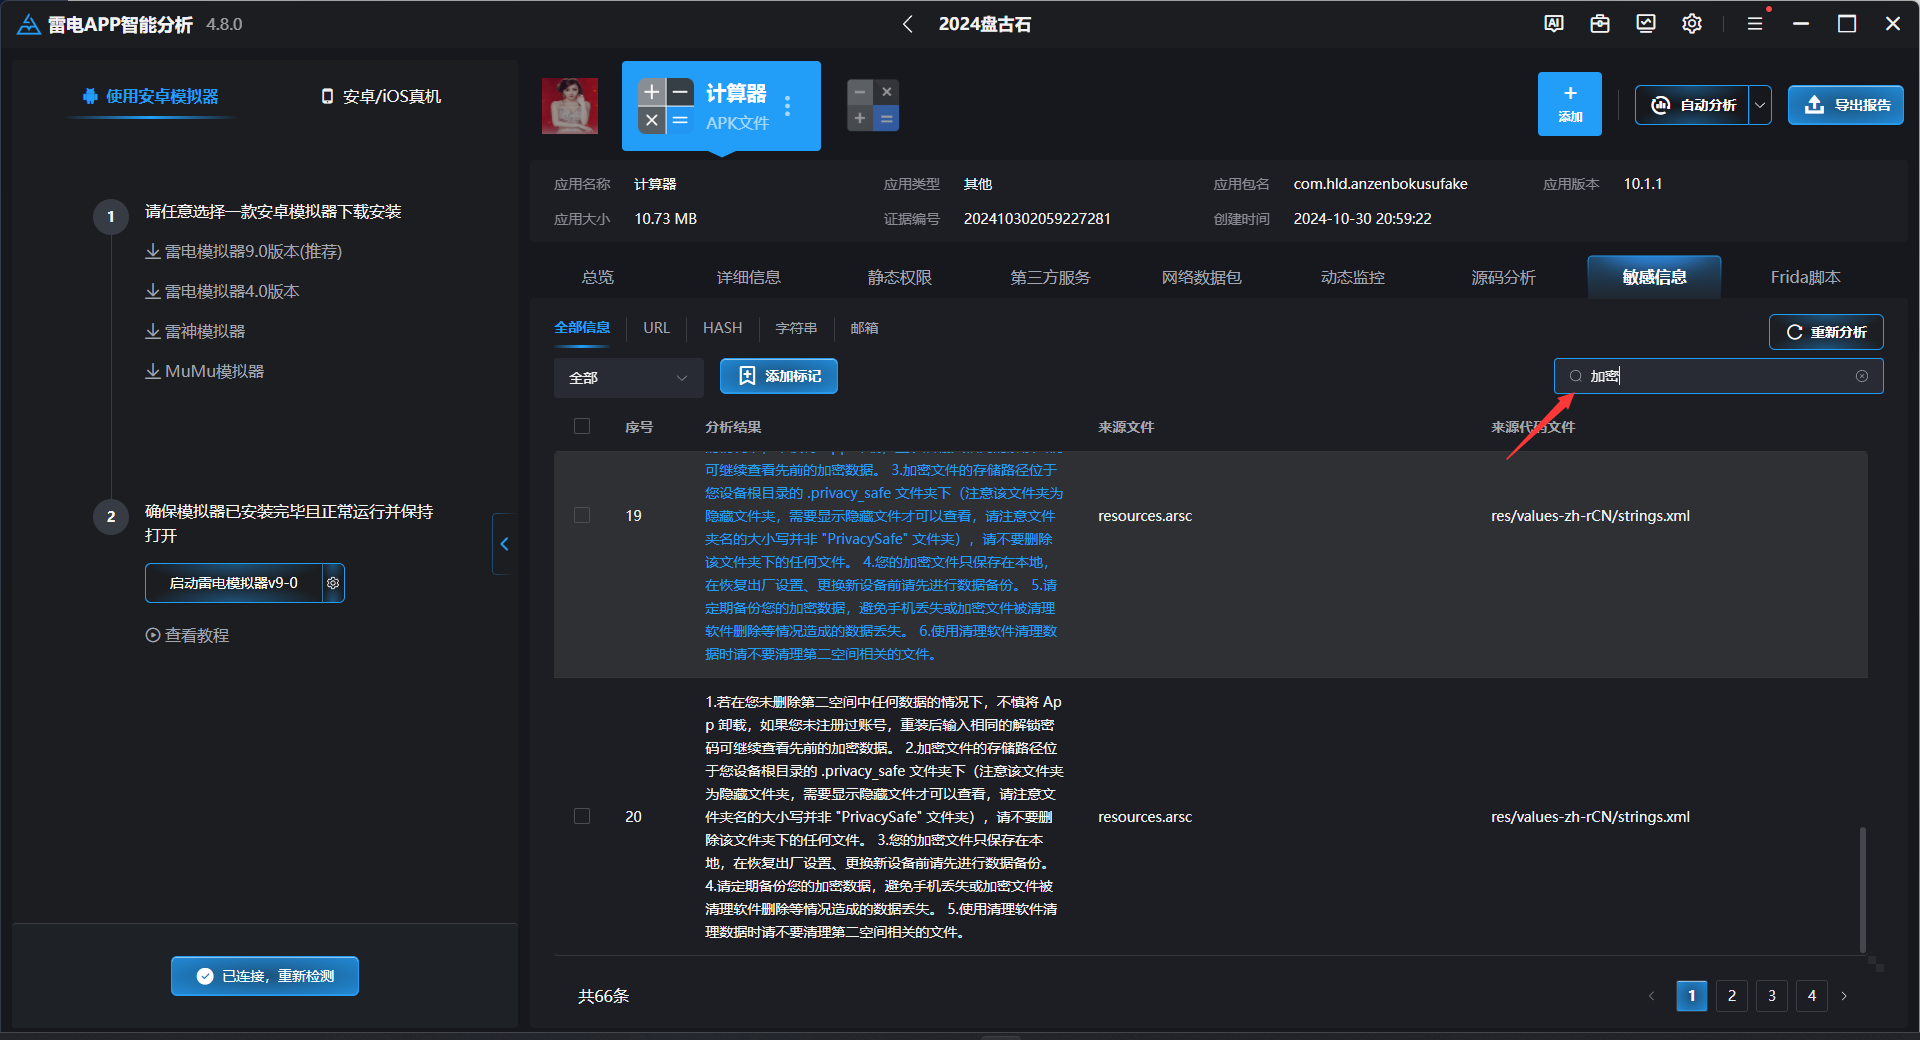 雷电APP智能分析 4.8.0
2024盘古石
使用安卓模拟器
安卓/iOS真机
1
请任意选择一款安卓模拟器下载安装
雷电模拟器9.0版本(推荐)
雷电模拟器4.0版本
雷神模拟器
MuMu模拟器
2
确保模拟器已安装完毕且正常运行并保持
打开
启动雷电模拟器v9-0
查看教程
已连接，重新检测
计算器
APK文件
添加
自动分析
导出报告
应用名称 计算器
应用类型 其他
应用包名 com.hld.anzenbokusufake
应用版本 10.1.1
应用大小 10.73 MB
证据编号 202410302059227281
创建时间 2024-10-30 20:59:22
总览
详细信息
静态权限
第三方服务
网络数据包
动态监控
源码分析
敏感信息
Frida脚本
全部信息
URL
HASH
字符串
邮箱
重新分析
全部
添加标记
加密
序号
分析结果
来源文件
来源代码文件
可继续查看先前的加密数据。 3.加密文件的存储路径位于
您设备根目录的 .privacy_safe 文件夹下（注意该文件夹为
隐藏文件夹，需要显示隐藏文件才可以查看，请注意文件
夹名的大小写并非 "PrivacySafe" 文件夹），请不要删除
该文件夹下的任何文件。 4.您的加密文件只保存在本地，
在恢复出厂设置、更换新设备前请先进行数据备份。 5.请
定期备份您的加密数据，避免手机丢失或加密文件被清理
软件删除等情况造成的数据丢失。 6.使用清理软件清理数
据时请不要清理第二空间相关的文件。
19
resources.arsc
res/values-zh-rCN/strings.xml
1.若在您未删除第二空间中任何数据的情况下，不慎将 Ap
p 卸载，如果您未注册过账号，重装后输入相同的解锁密
码可继续查看先前的加密数据。 2.加密文件的存储路径位
于您设备根目录的 .privacy_safe 文件夹下（注意该文件夹
为隐藏文件夹，需要显示隐藏文件才可以查看，请注意文
件夹名的大小写并非 "PrivacySafe" 文件夹），请不要删
除该文件夹下的任何文件。 3.您的加密文件只保存在本
地，在恢复出厂设置、更换新设备前请先进行数据备份。
4.请定期备份您的加密数据，避免手机丢失或加密文件被
清理软件删除等情况造成的数据丢失。 5.使用清理软件清
理数据时请不要清理第二空间相关的文件。
20
resources.arsc
res/values-zh-rCN/strings.xml
共66条
1
2
3
4